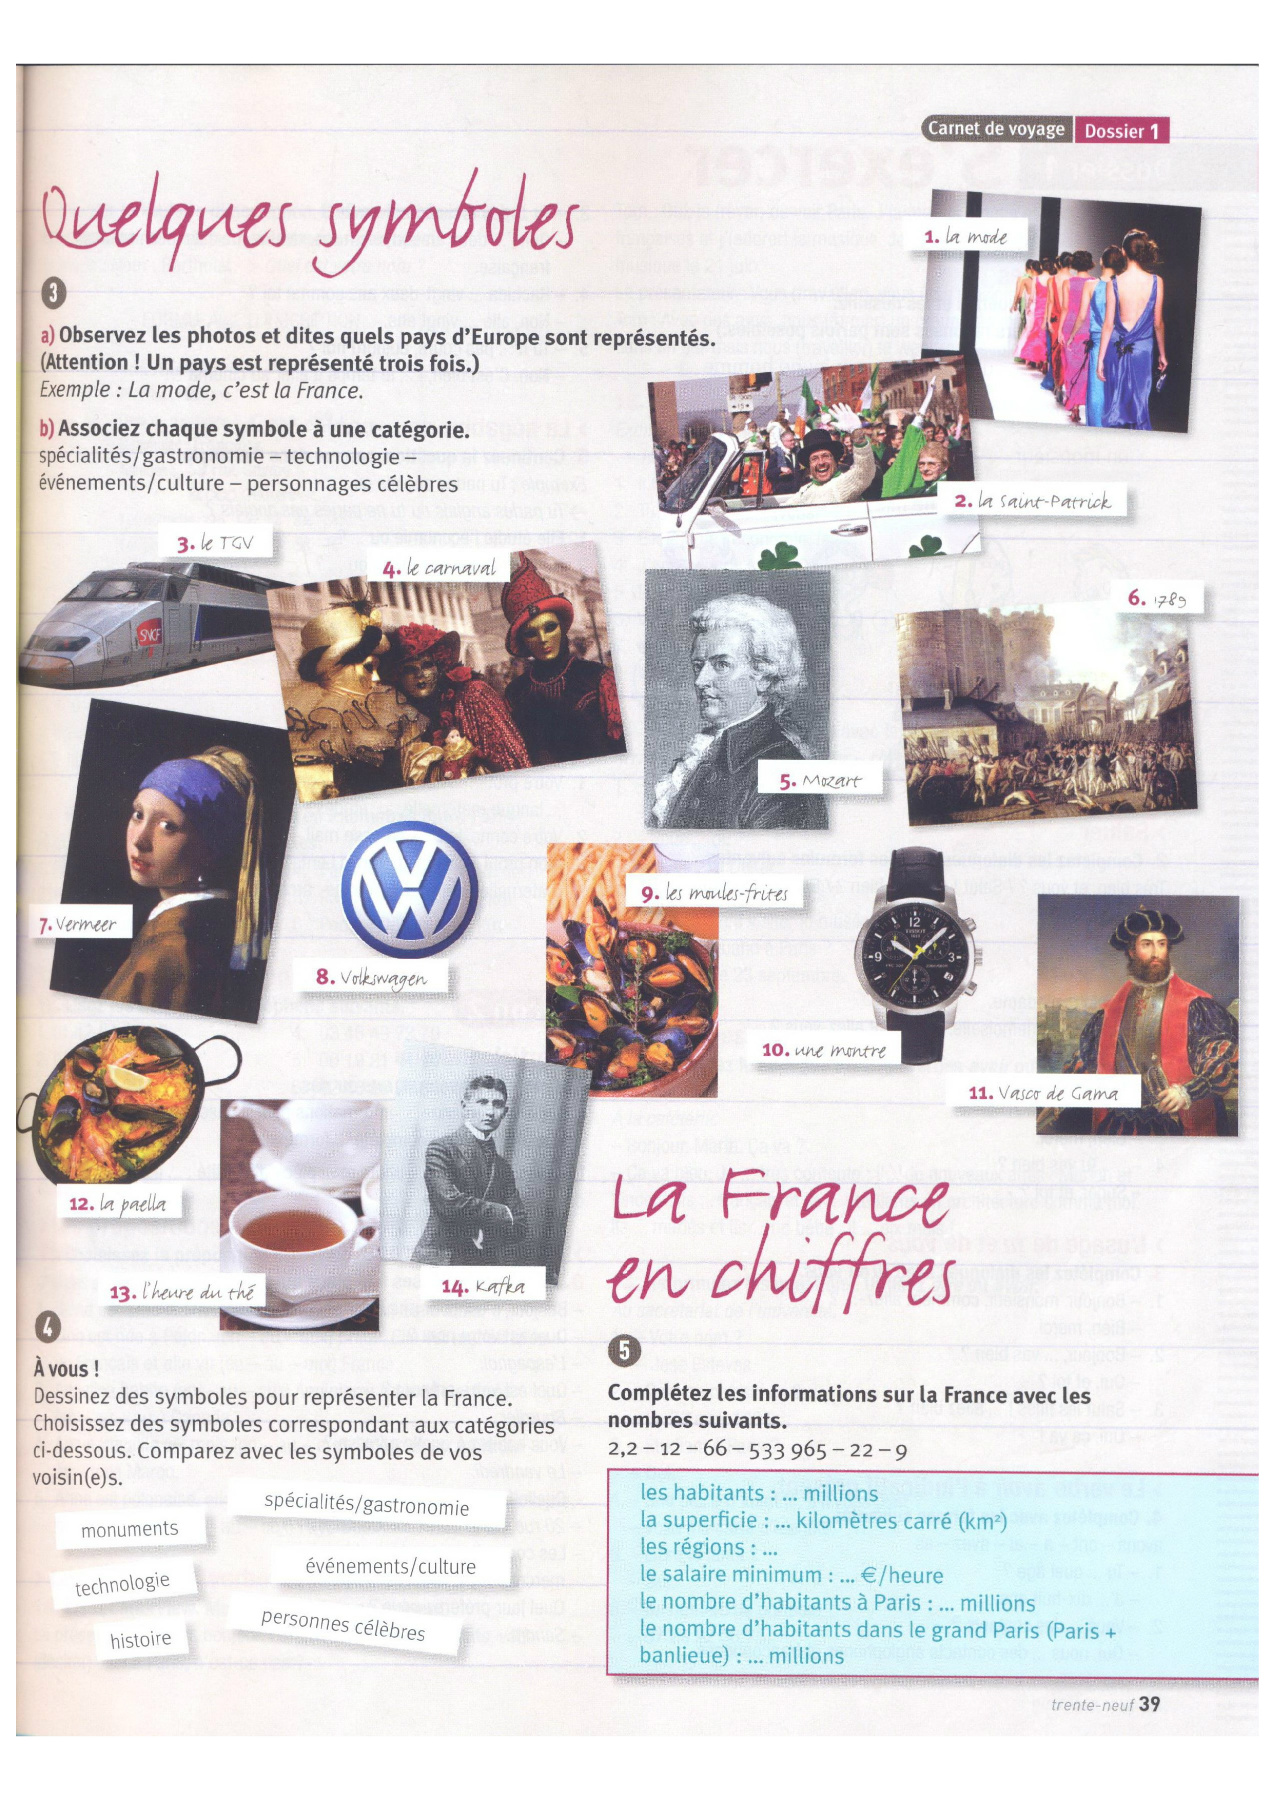 Carnet de voyage Dossier 1
Quelques symboles
3
a) Observez les photos et dites quels pays d'Europe sont représentés.
(Attention ! Un pays est représenté trois fois.)
Exemple : La mode, c'est la France.
b) Associez chaque symbole à une catégorie.
spécialités/gastronomie – technologie –
événements/culture – personnages célèbres
1. la mode
2. la Saint-Patrick
3. le TGV
SNCF
4. le carnaval
5. Mozart
6. 1789
7. Vermeer
VW
8. Volkswagen
9. les moules-frites
12
9
3
TISSOT
10. une montre
11. Vasco de Gama
12. la paella
13. l'heure du thé
14. Kafka
4
À vous !
Dessinez des symboles pour représenter la France.
Choisissez des symboles correspondant aux catégories
ci-dessous. Comparez avec les symboles de vos
voisin(e)s.
monuments
spécialités/gastronomie
technologie
événements/culture
histoire
personnes célèbres
La France
en chiffres
5
Complétez les informations sur la France avec les
nombres suivants.
2,2 – 12 – 66 – 533 965 – 22 – 9
les habitants : ... millions
la superficie : ... kilomètres carré (km²)
les régions : ...
le salaire minimum : ... €/heure
le nombre d'habitants à Paris : ... millions
le nombre d'habitants dans le grand Paris (Paris +
banlieue) : ... millions
trente-neuf 39